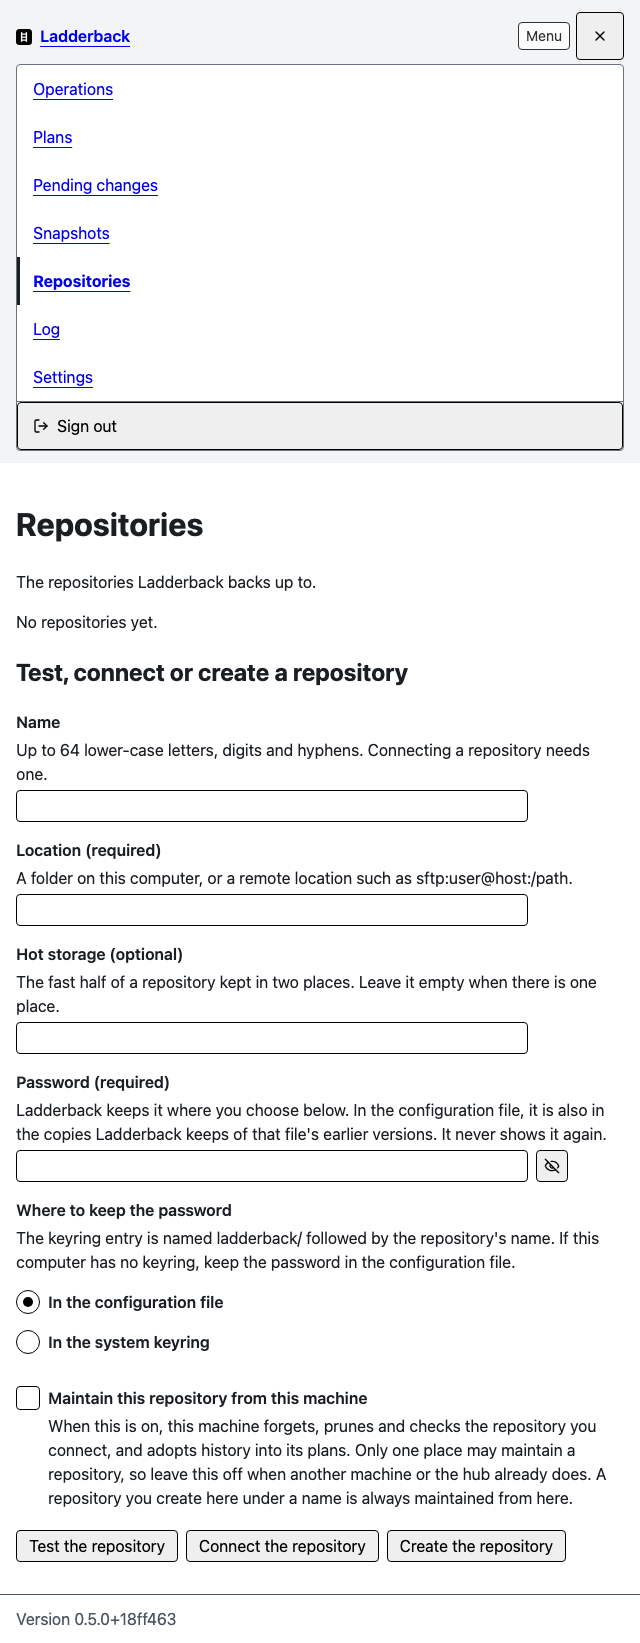 Ladderback
Menu
Operations
Plans
Pending changes
Snapshots
Repositories
Log
Settings
Sign out
Repositories
The repositories Ladderback backs up to.
No repositories yet.
Test, connect or create a repository
Name
Up to 64 lower-case letters, digits and hyphens. Connecting a repository needs
one.
Location (required)
A folder on this computer, or a remote location such as sftp:user@host:/path.
Hot storage (optional)
The fast half of a repository kept in two places. Leave it empty when there is one
place.
Password (required)
Ladderback keeps it where you choose below. In the configuration file, it is also in
the copies Ladderback keeps of that file's earlier versions. It never shows it again.
Where to keep the password
The keyring entry is named ladderback/ followed by the repository's name. If this
computer has no keyring, keep the password in the configuration file.
In the configuration file
In the system keyring
Maintain this repository from this machine
When this is on, this machine forgets, prunes and checks the repository you
connect, and adopts history into its plans. Only one place may maintain a
repository, so leave this off when another machine or the hub already does. A
repository you create here under a name is always maintained from here.
Test the repository
Connect the repository
Create the repository
Version 0.5.0+18ff463